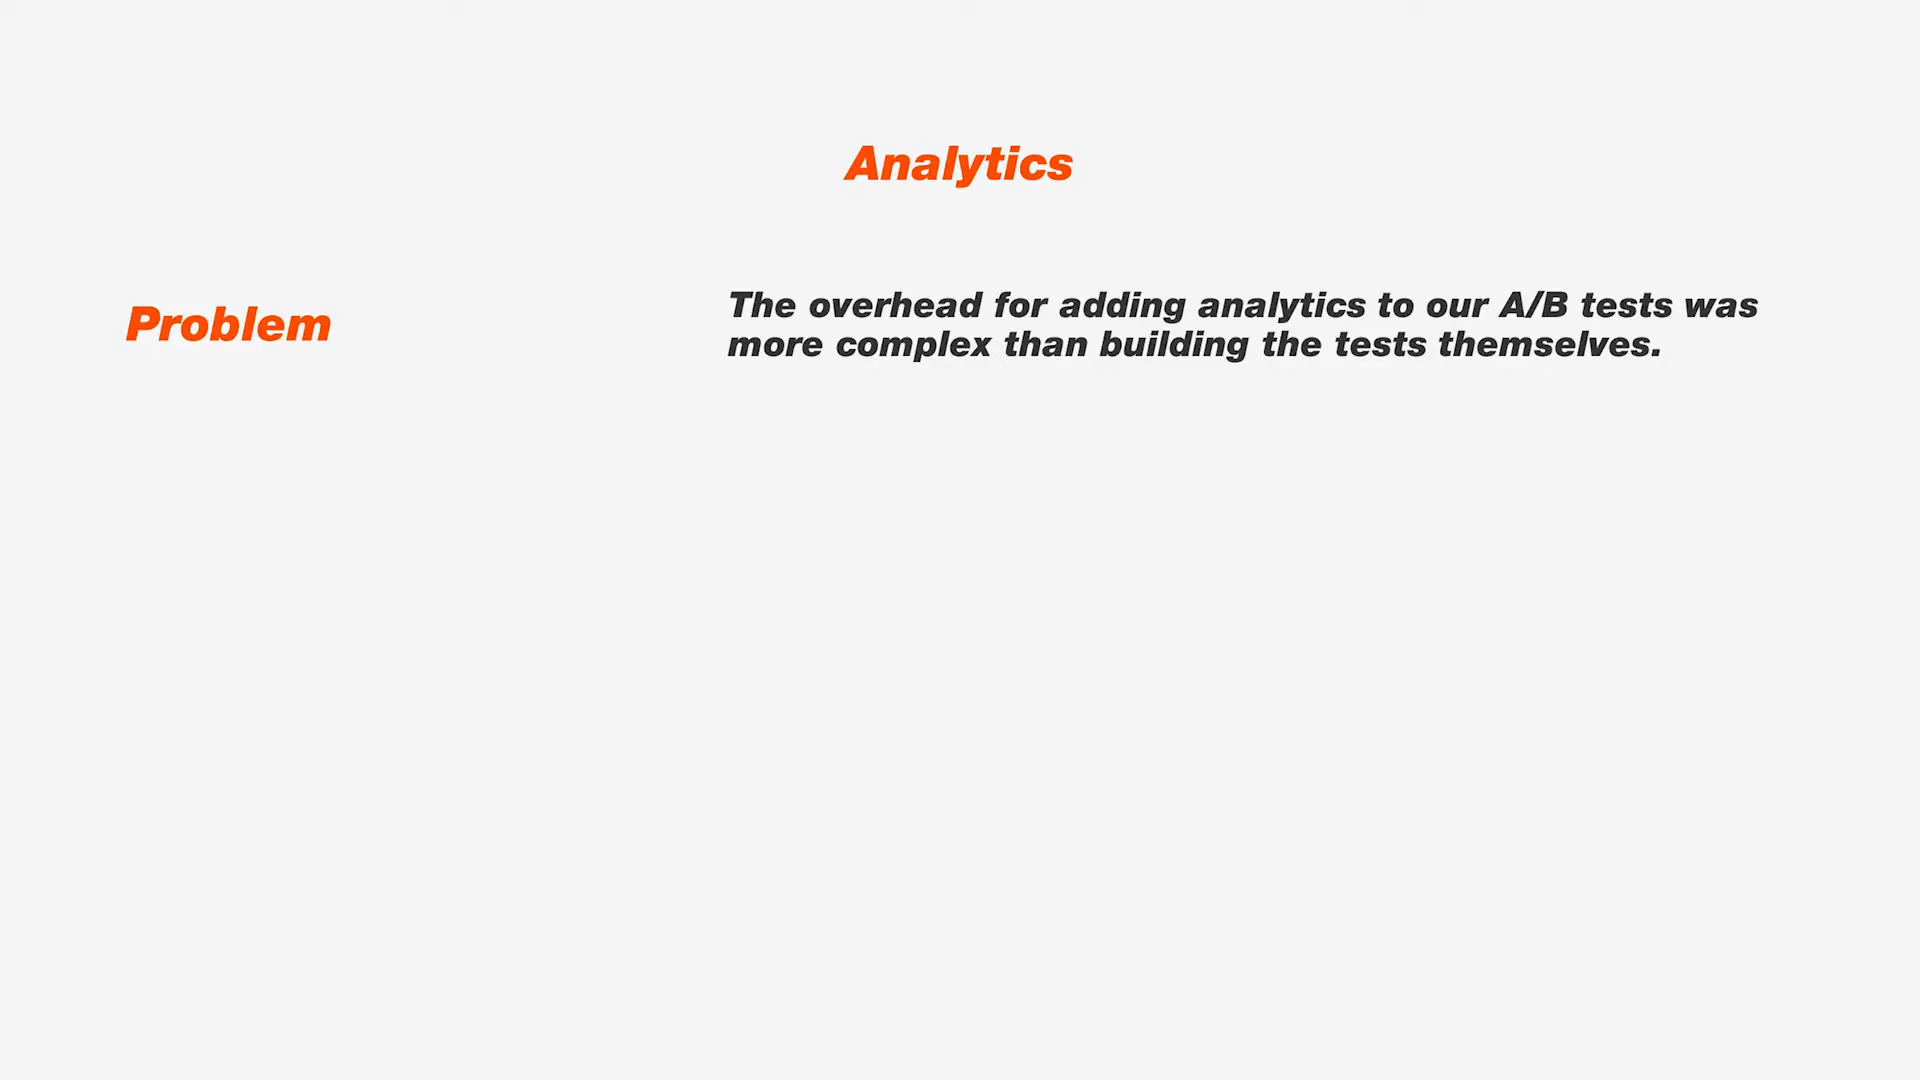 Analytics
Problem
The overhead for adding analytics to our A/B tests was
more complex than building the tests themselves.